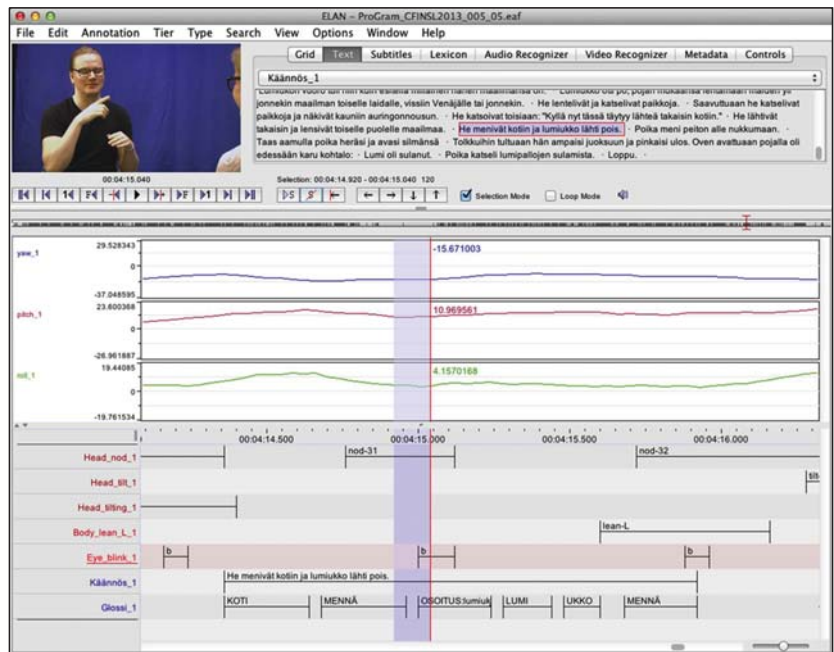 ELAN - ProGram_CFINSL2013_005_05.eaf
File Edit Annotation Tier Type Search View Options Window Help
Grid Text Subtitles Lexicon Audio Recognizer Video Recognizer Metadata Controls
Käännös_1
jonnekin maailman toiselle laidalle, vissiin Venäjälle tai jonnekin. · He lentelivät ja katselivat paikkoja. · Saavuttuaan he katselivat
paikkoja ja näkivät kauniin auringonnousun. · He katsoivat toisiaan: "Kyllä nyt tässä täytyy lähteä takaisin kotiin." · He lähtivät
takaisin ja lensivät toiselle puolelle maailmaa. · He menivät kotiin ja lumiukko lähti pois. · Poika meni peiton alle nukkumaan. ·
Taas aamulla poika heräsi ja avasi silmänsä · Tolkkuihin tultuaan hän ampaisi juoksuun ja pinkaisi ulos. Oven avattuaan pojalla oli
edessään karu kohtalo: · Lumi oli sulanut. · Poika katseli lumipallojen sulamista. · Loppu. ·
00:04:15.040
Selection: 00:04:14.920 - 00:04:15.040 120
Selection Mode Loop Mode
yaw_1 29.528343 0 -37.048595 -15.671003
pitch_1 23.600368 0 -26.961687 10.969561
roll_1 19.44085 0 -19.761534 4.1570168
00:04:14.500 00:04:15.000 00:04:15.500 00:04:16.000
Head_nod_1 nod-31 nod-32
Head_tilt_1 tilt
Head_tilting_1
Body_lean_L_1 lean-L
Eye_blink_1 b b b
Käännös_1 He menivät kotiin ja lumiukko lähti pois.
Glossi_1 KOTI MENNÄ OSOITUS:lumiuk LUMI UKKO MENNÄ